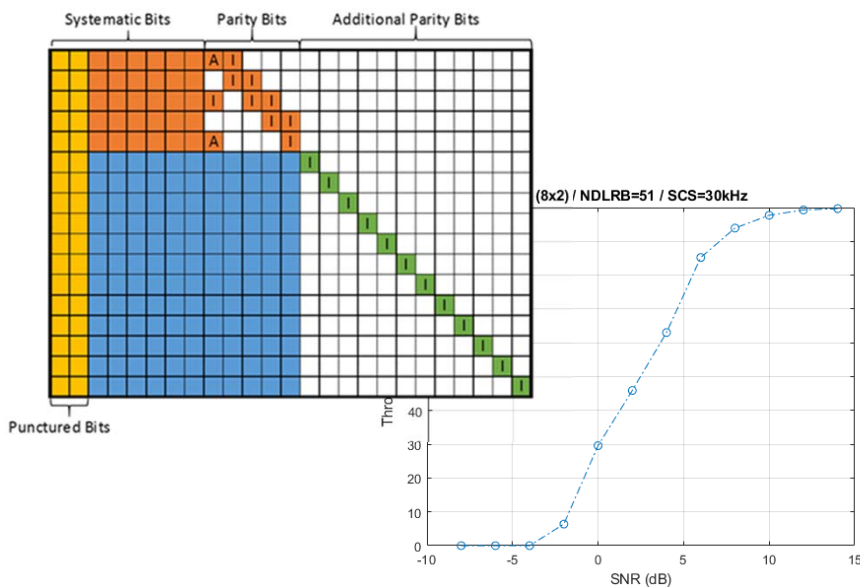 Systematic Bits Parity Bits Additional Parity Bits
A I
I I
I I I
I I
A I
I
I
I
I
I
I
I
I
I
I
I
I
Punctured Bits
(8x2) / NDLRB=51 / SCS=30kHz
Thro
40
30
20
10
0
-10 -5 0 5 10 15
SNR (dB)